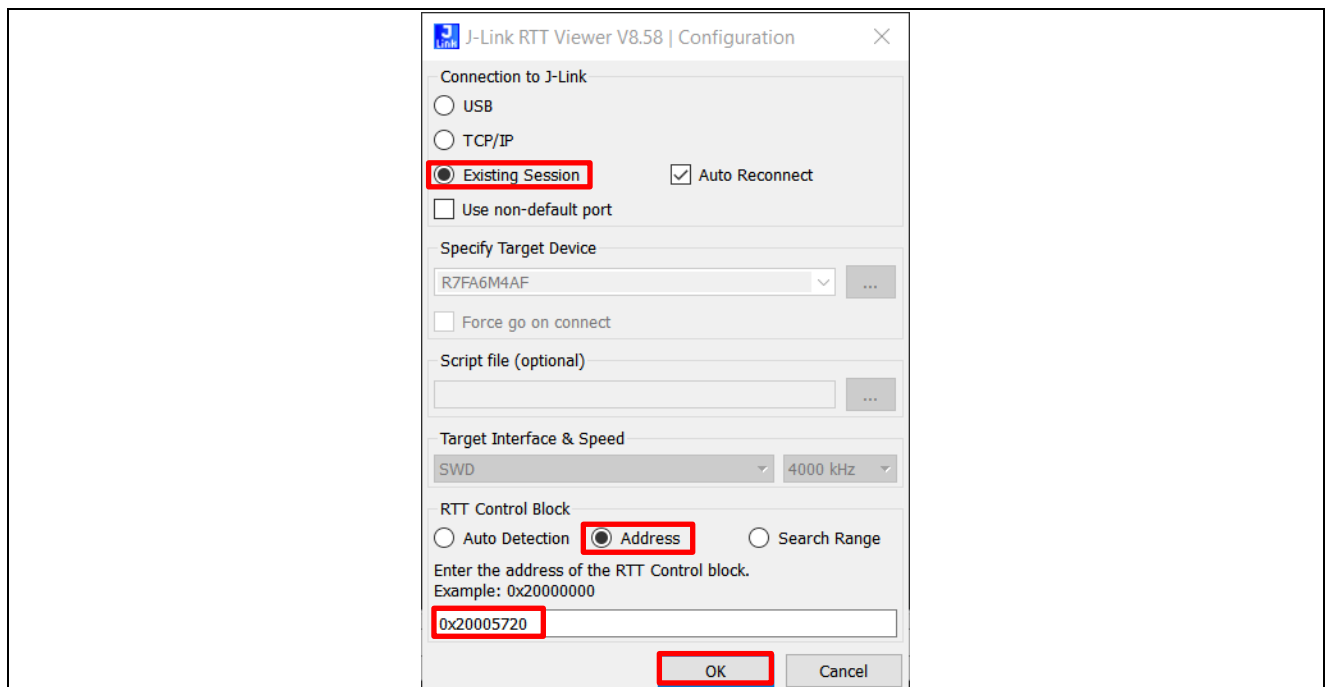 J-Link RTT Viewer V8.58 | Configuration
Connection to J-Link
USB
TCP/IP
Existing Session Auto Reconnect
Use non-default port
Specify Target Device
R7FA6M4AF ...
Force go on connect
Script file (optional)
...
Target Interface & Speed
SWD 4000 kHz
RTT Control Block
Auto Detection Address Search Range
Enter the address of the RTT Control block.
Example: 0x20000000
0x20005720
OK Cancel